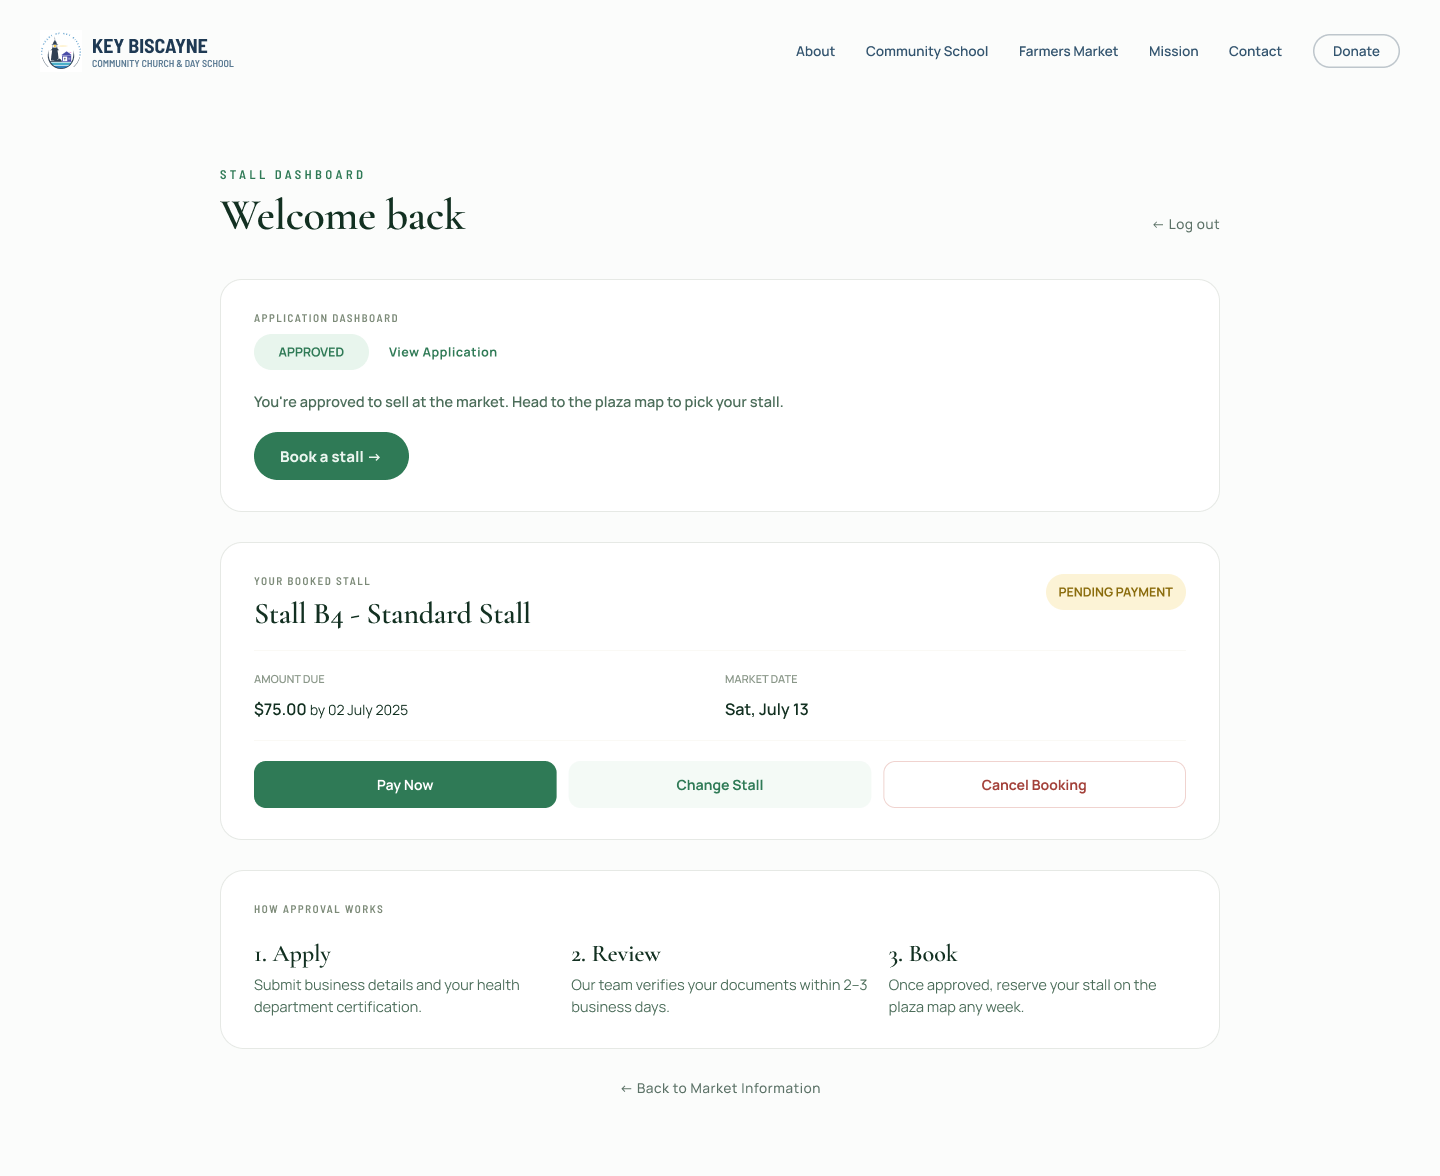 KEY BISCAYNE
COMMUNITY CHURCH & DAY SCHOOL
About
Community School
Farmers Market
Mission
Contact
Donate
STALL DASHBOARD
Welcome back
← Log out
APPLICATION DASHBOARD
APPROVED
View Application
You're approved to sell at the market. Head to the plaza map to pick your stall.
Book a stall →
YOUR BOOKED STALL
Stall B4 - Standard Stall
PENDING PAYMENT
AMOUNT DUE
$75.00 by 02 July 2025
MARKET DATE
Sat, July 13
Pay Now
Change Stall
Cancel Booking
HOW APPROVAL WORKS
1. Apply
Submit business details and your health
department certification.
2. Review
Our team verifies your documents within 2–3
business days.
3. Book
Once approved, reserve your stall on the
plaza map any week.
← Back to Market Information